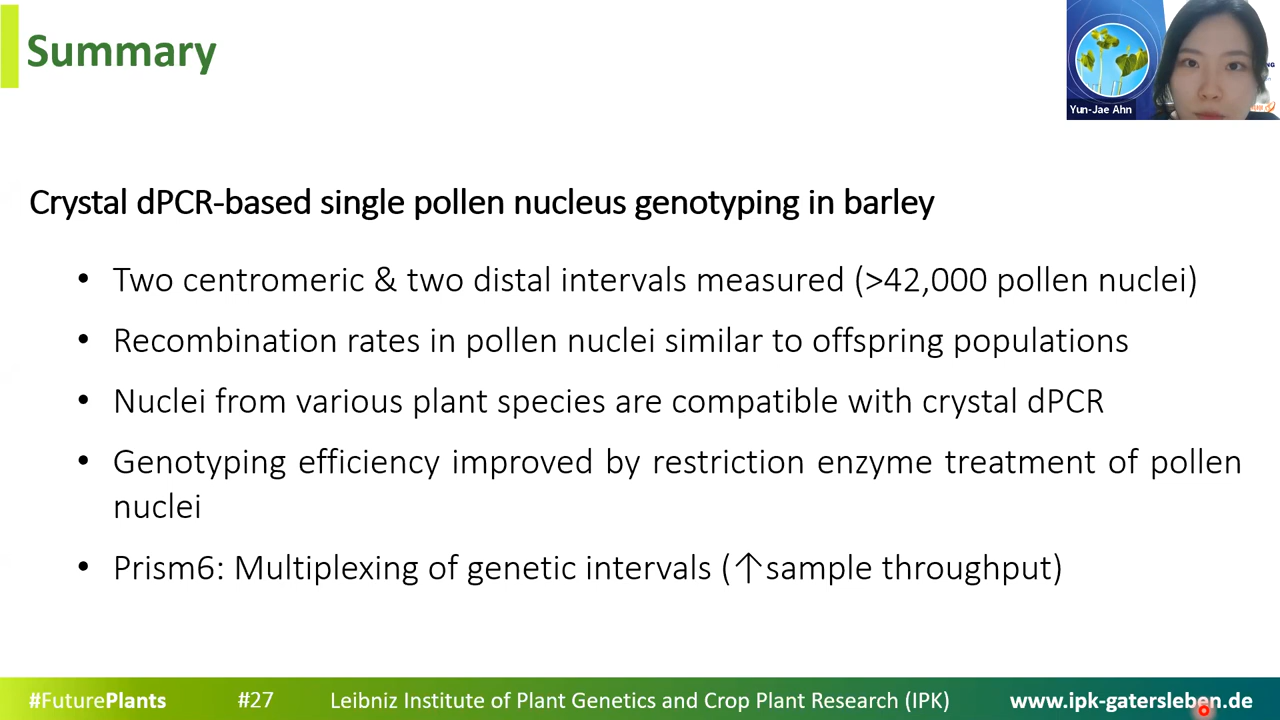 Summary
Yun-Jae Ahn
Crystal dPCR-based single pollen nucleus genotyping in barley
• Two centromeric & two distal intervals measured (>42,000 pollen nuclei)
• Recombination rates in pollen nuclei similar to offspring populations
• Nuclei from various plant species are compatible with crystal dPCR
• Genotyping efficiency improved by restriction enzyme treatment of pollen
nuclei
• Prism6: Multiplexing of genetic intervals (↑sample throughput)
#FuturePlants #27 Leibniz Institute of Plant Genetics and Crop Plant Research (IPK) www.ipk-gatersleben.de